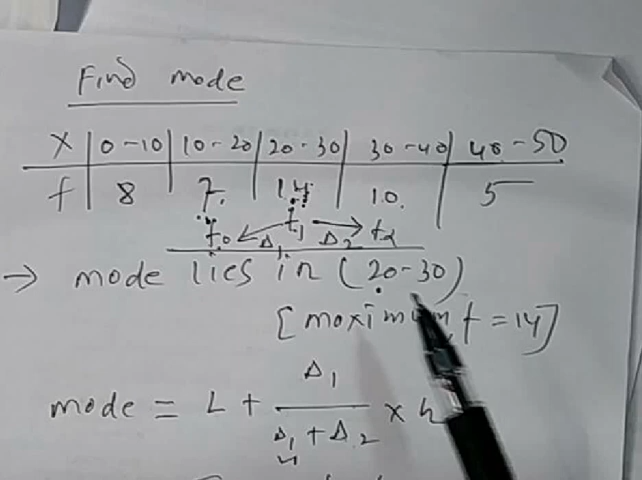 Find mode
X | 0-10 | 10-20 | 20-30 | 30-40 | 40-50
f | 8 | 7. | 14 | 10. | 5
f₀ ← f₁ → f₂
Δ₁ Δ₂
→ mode lies in (20-30)
[maximum f = 14]
mode = L + Δ₁ / (Δ₁ + Δ₂) × h